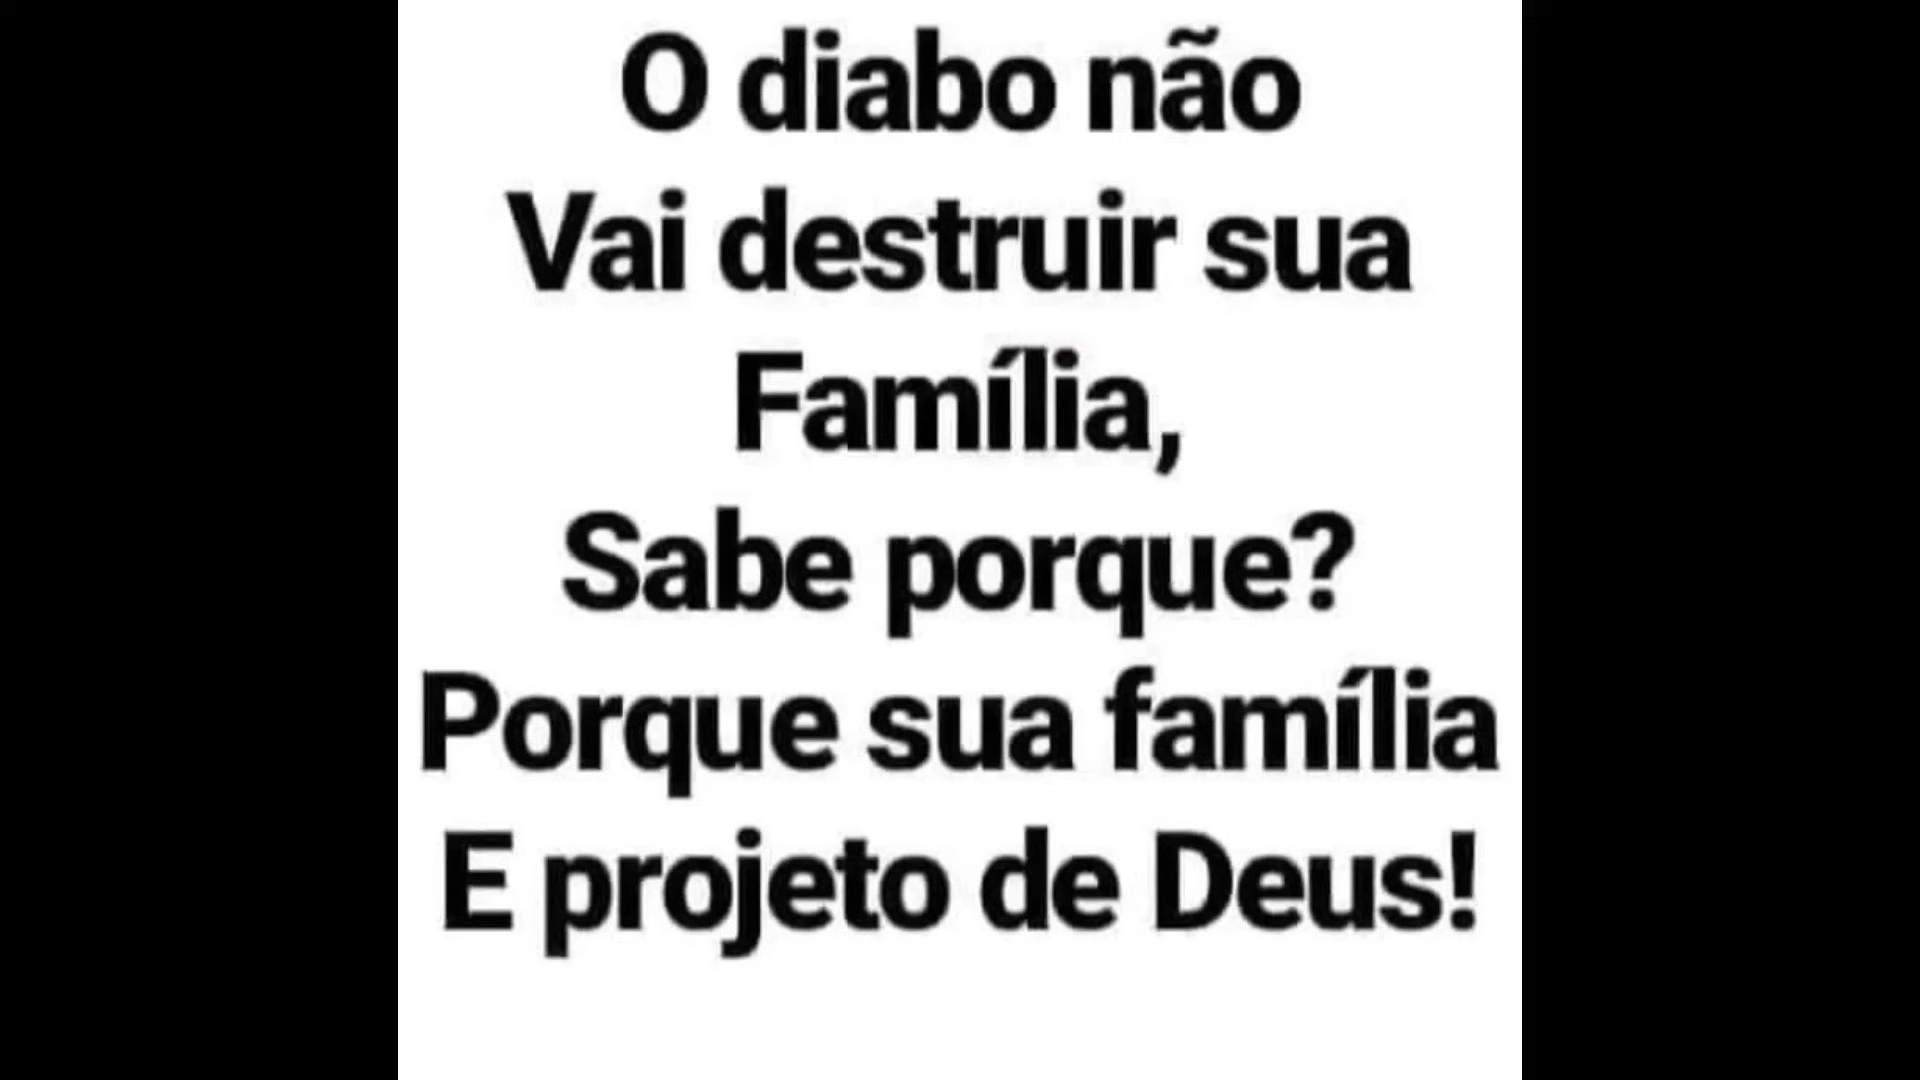 O diabo não
Vai destruir sua
Família,
Sabe porque?
Porque sua família
E projeto de Deus!